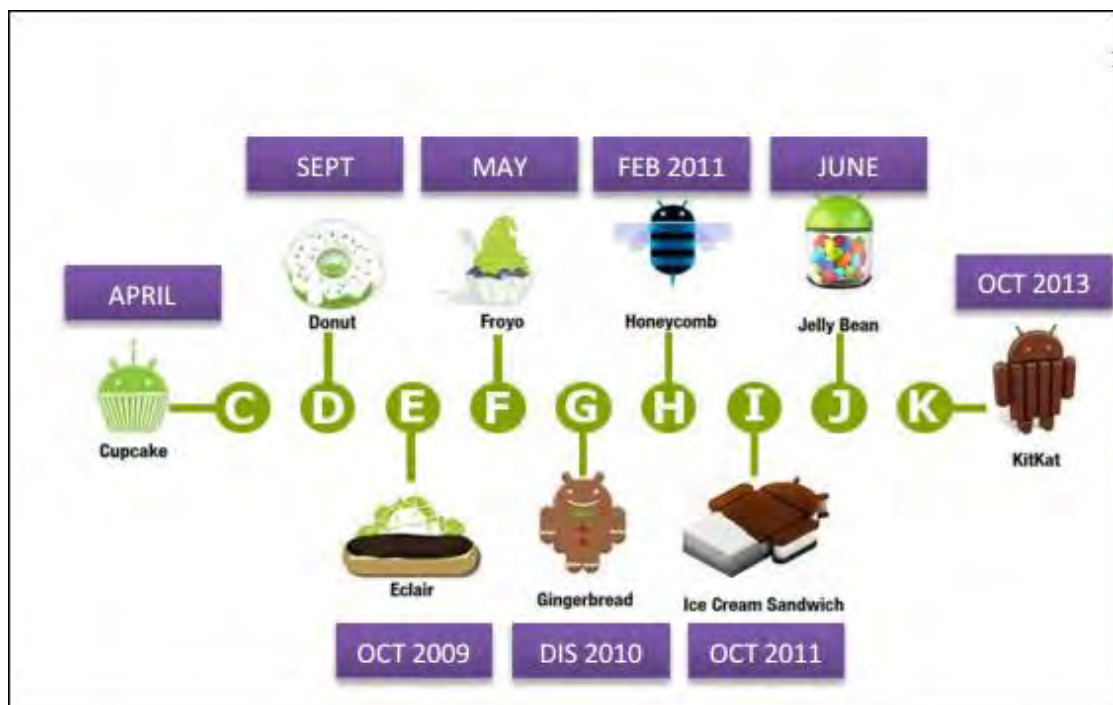 SEPT
MAY
FEB 2011
JUNE
APRIL
OCT 2013
Donut
Froyo
Honeycomb
Jelly Bean
C D E F G H I J K
Cupcake
KitKat
Eclair
Gingerbread
Ice Cream Sandwich
OCT 2009
DIS 2010
OCT 2011